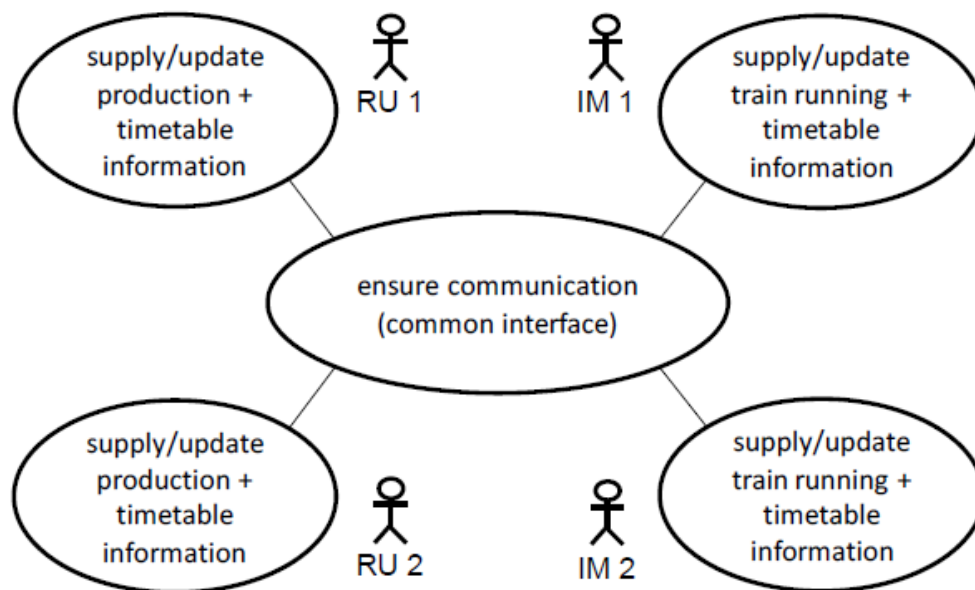 supply/update
production +
timetable
information
RU 1
IM 1
supply/update
train running +
timetable
information
ensure communication
(common interface)
supply/update
production +
timetable
information
RU 2
IM 2
supply/update
train running +
timetable
information